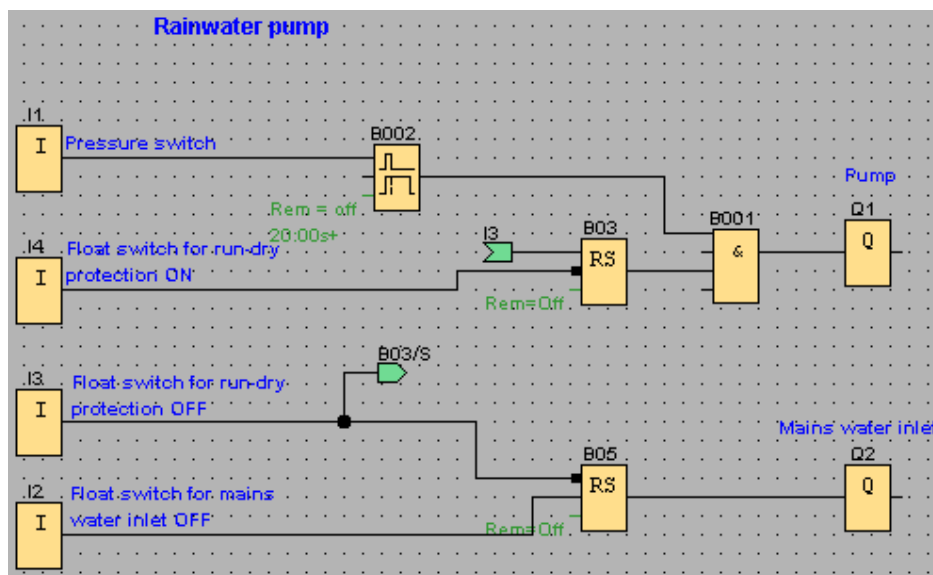 Rainwater pump
I1
I
Pressure switch
B002
Rem = off
20:00s+
Pump
I4
I
Float switch for run-dry
protection ON
I3
B03
RS
Rem=Off
B001
&
Q1
Q
B03/S
I3
I
Float switch for run-dry
protection OFF
Mains water inlet
I2
I
Float switch for mains
water inlet OFF
B05
RS
Rem=Off
Q2
Q